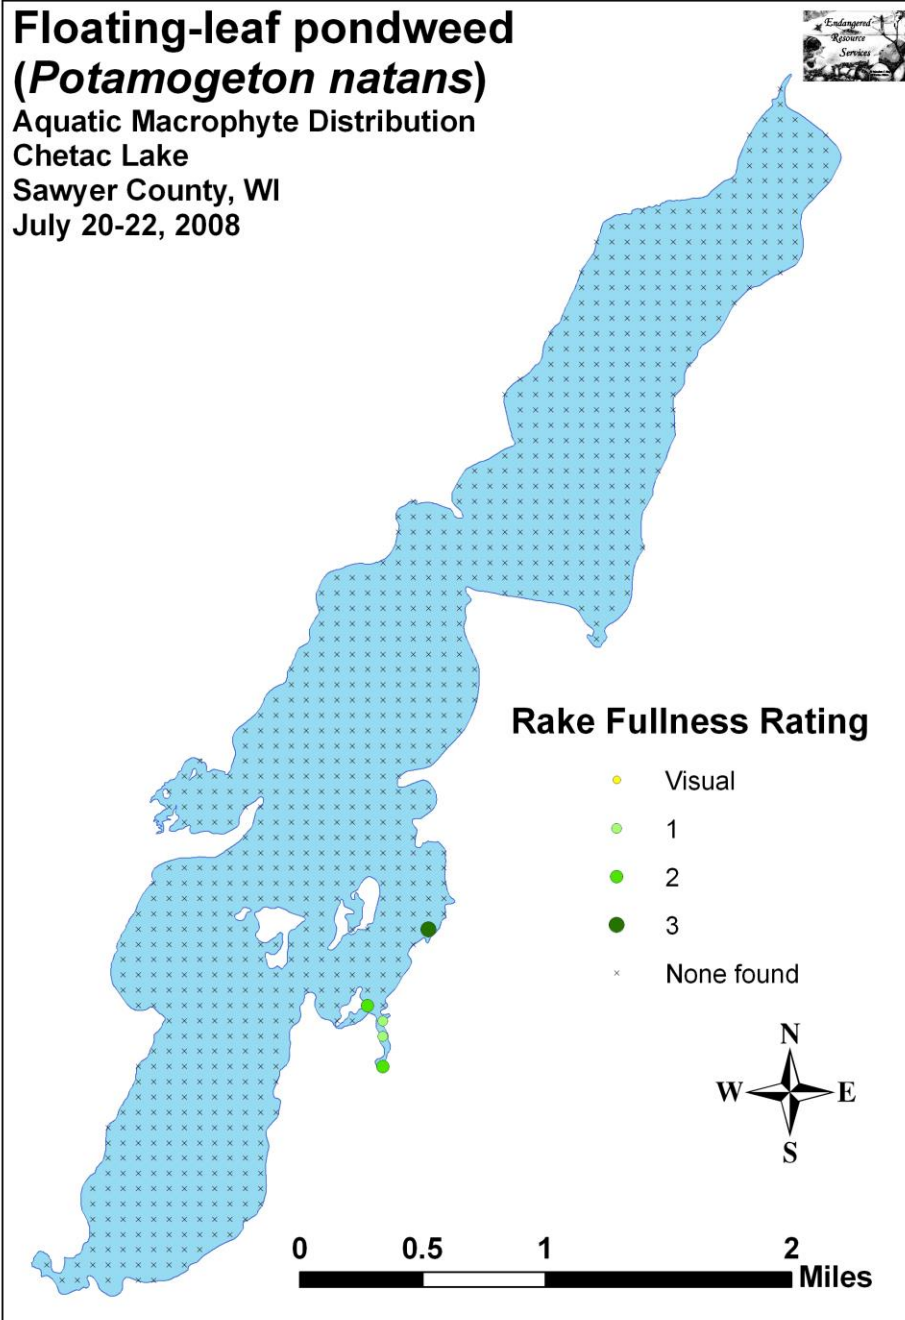 Floating-leaf pondweed
(Potamogeton natans)
Aquatic Macrophyte Distribution
Chetac Lake
Sawyer County, WI
July 20-22, 2008
Endangered
Resource
Services
Rake Fullness Rating
Visual
1
2
3
None found
N
W E
S
0 0.5 1 2
Miles